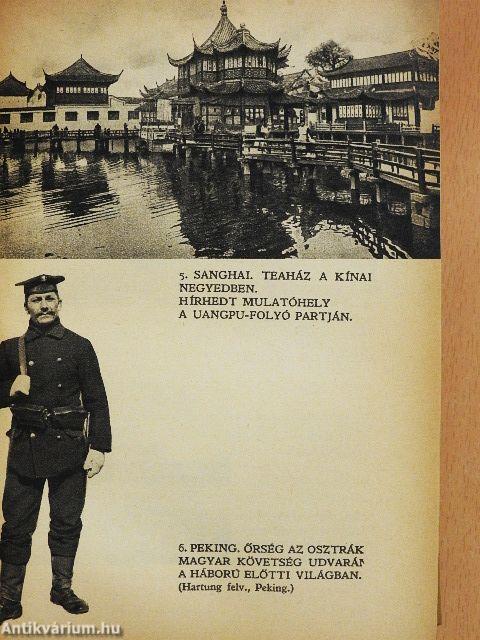 5. SANGHAI. TEAHÁZ A KÍNAI
NEGYEDBEN.
HÍRHEDT MULATÓHELY
A UANGPU-FOLYÓ PARTJÁN.
6. PEKING. ŐRSÉG AZ OSZTRÁK
MAGYAR KÖVETSÉG UDVARÁN
A HÁBORÚ ELŐTTI VILÁGBAN.
(Hartung felv., Peking.)
Antikvárium.hu